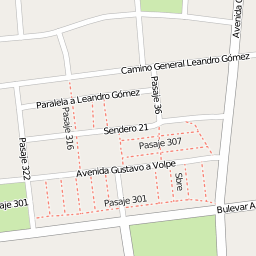 Avenida
Camino General Leandro Gómez
Paralela a Leandro Gómez
Pasaje 36
Pasaje 316
Sendero 21
Pasaje 307
Pasaje 322
Avenida Gustavo a Volpe
Sbre
Pasaje 301
aje 301
Bulevar A